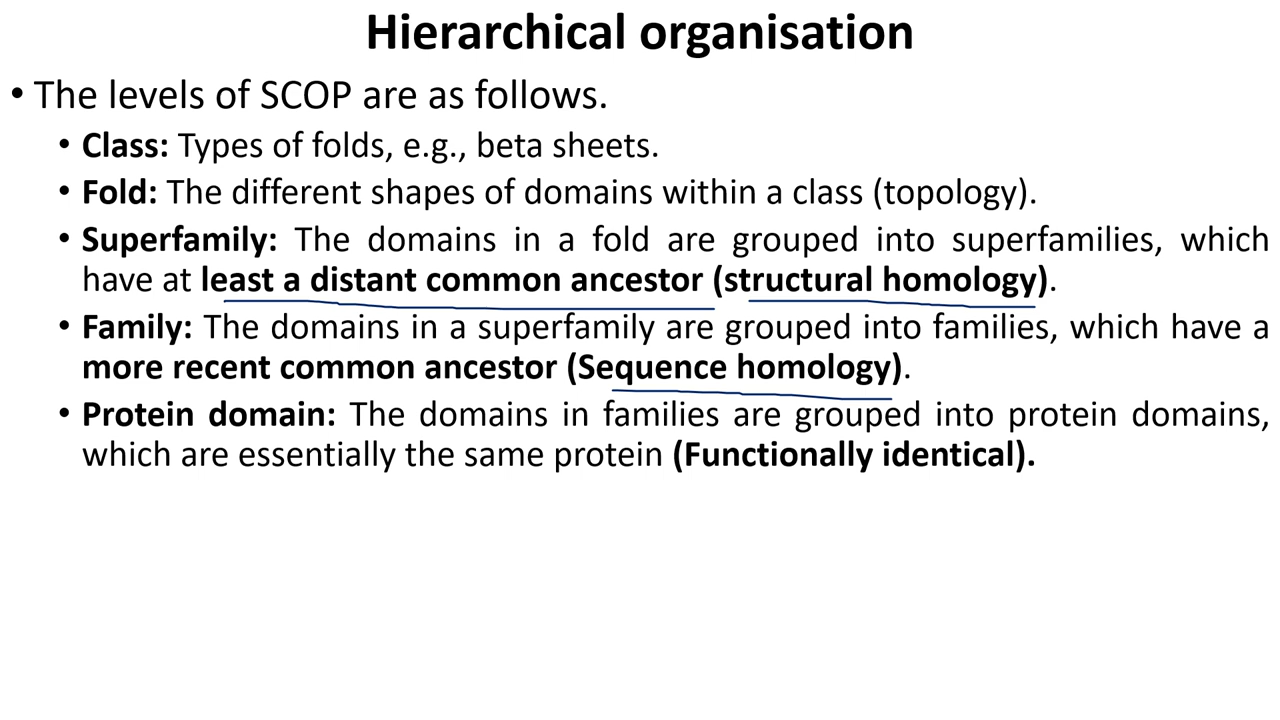 Hierarchical organisation
• The levels of SCOP are as follows.
• Class: Types of folds, e.g., beta sheets.
• Fold: The different shapes of domains within a class (topology).
• Superfamily: The domains in a fold are grouped into superfamilies, which
have at least a distant common ancestor (structural homology).
• Family: The domains in a superfamily are grouped into families, which have a
more recent common ancestor (Sequence homology).
• Protein domain: The domains in families are grouped into protein domains,
which are essentially the same protein (Functionally identical).